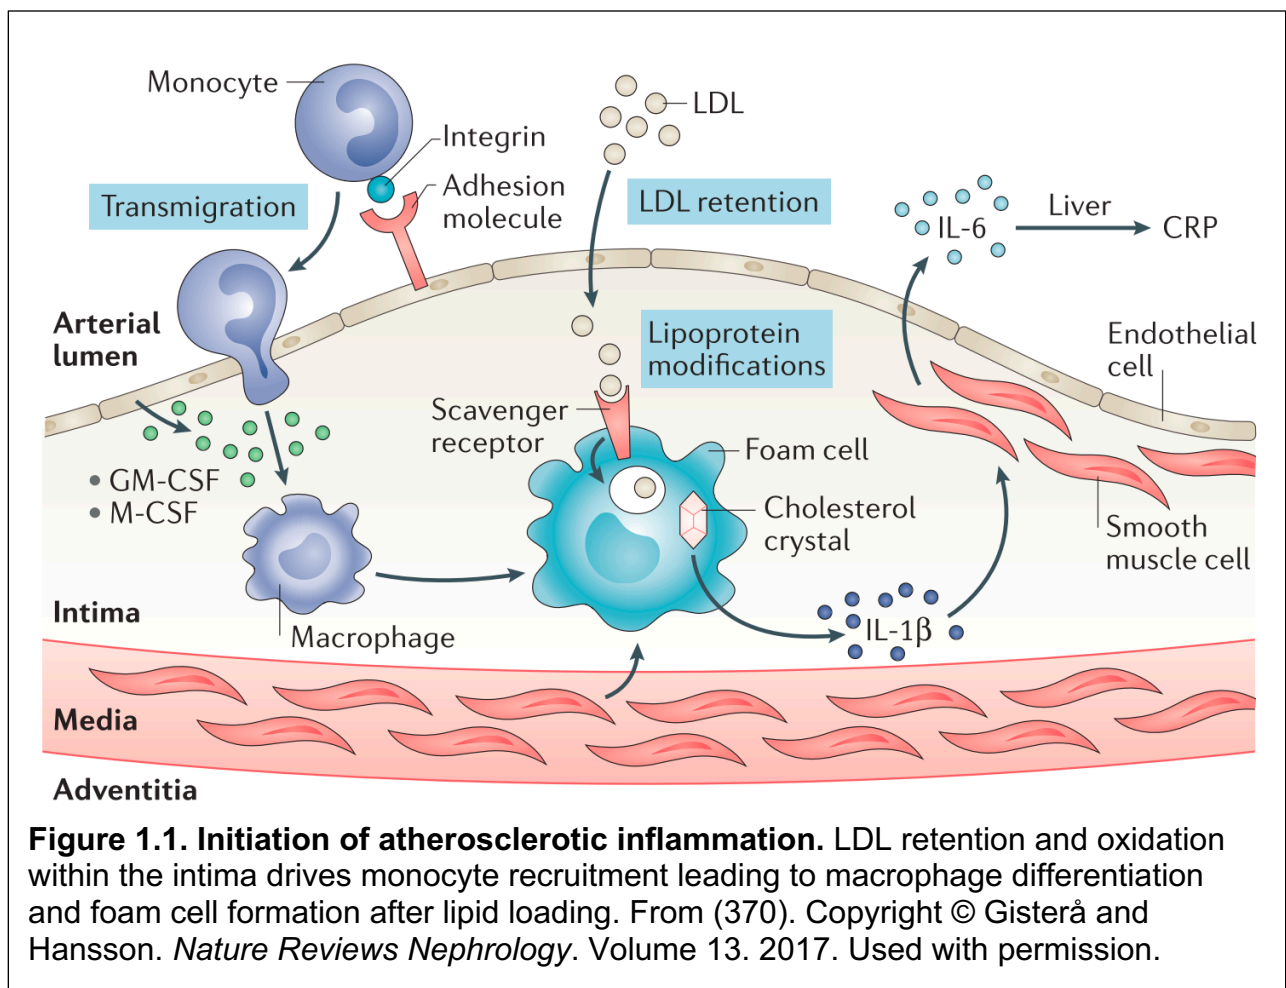 Monocyte
LDL
Integrin
Adhesion
molecule
Transmigration
LDL retention
IL-6
Liver
CRP
Arterial
lumen
Lipoprotein
modifications
Endothelial
cell
Scavenger
receptor
Foam cell
• GM-CSF
• M-CSF
Cholesterol
crystal
Smooth
muscle cell
Intima
Macrophage
IL-1β
Media
Adventitia
Figure 1.1. Initiation of atherosclerotic inflammation. LDL retention and oxidation
within the intima drives monocyte recruitment leading to macrophage differentiation
and foam cell formation after lipid loading. From (370). Copyright © Gisterå and
Hansson. Nature Reviews Nephrology. Volume 13. 2017. Used with permission.